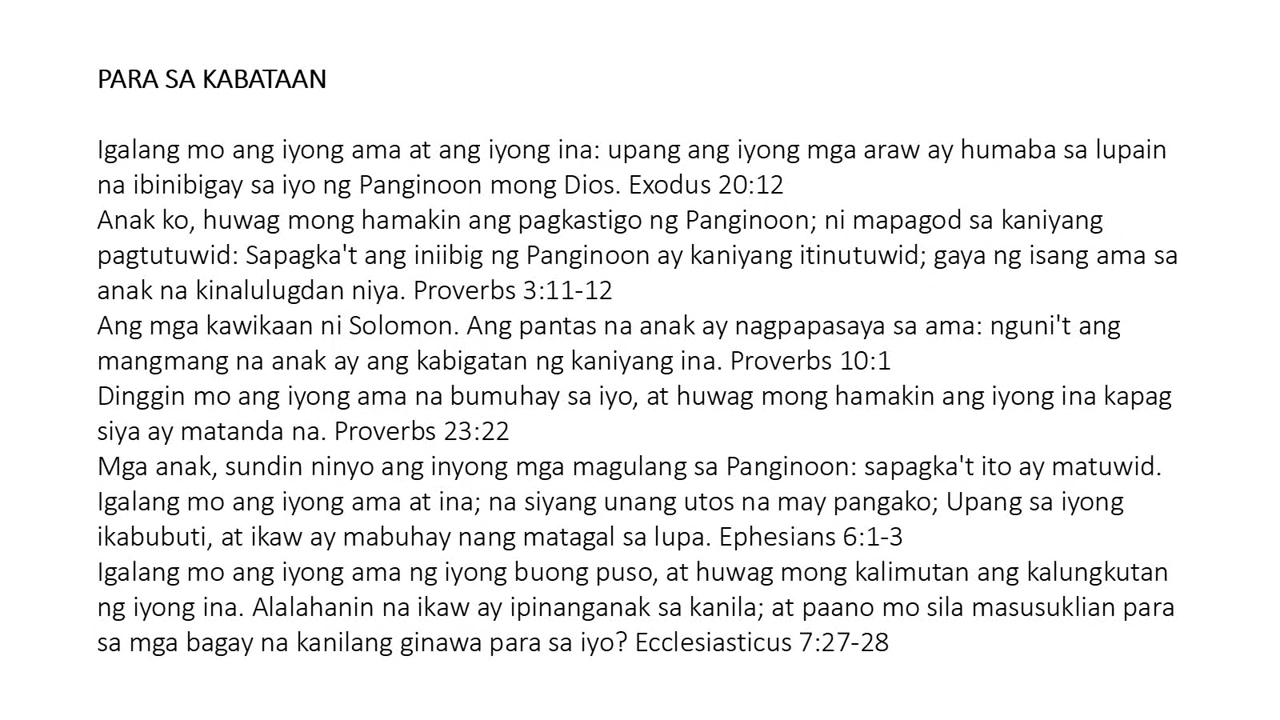 PARA SA KABATAAN
Igalang mo ang iyong ama at ang iyong ina: upang ang iyong mga araw ay humaba sa lupain
na ibinibigay sa iyo ng Panginoon mong Dios. Exodus 20:12
Anak ko, huwag mong hamakin ang pagkastigo ng Panginoon; ni mapagod sa kaniyang
pagtutuwid: Sapagka't ang iniibig ng Panginoon ay kaniyang itinutuwid; gaya ng isang ama sa
anak na kinalulugdan niya. Proverbs 3:11-12
Ang mga kawikaan ni Solomon. Ang pantas na anak ay nagpapasaya sa ama: nguni't ang
mangmang na anak ay ang kabigatan ng kaniyang ina. Proverbs 10:1
Dinggin mo ang iyong ama na bumuhay sa iyo, at huwag mong hamakin ang iyong ina kapag
siya ay matanda na. Proverbs 23:22
Mga anak, sundin ninyo ang inyong mga magulang sa Panginoon: sapagka't ito ay matuwid.
Igalang mo ang iyong ama at ina; na siyang unang utos na may pangako; Upang sa iyong
ikabubuti, at ikaw ay mabuhay nang matagal sa lupa. Ephesians 6:1-3
Igalang mo ang iyong ama ng iyong buong puso, at huwag mong kalimutan ang kalungkutan
ng iyong ina. Alalahanin na ikaw ay ipinanganak sa kanila; at paano mo sila masusuklian para
sa mga bagay na kanilang ginawa para sa iyo? Ecclesiasticus 7:27-28